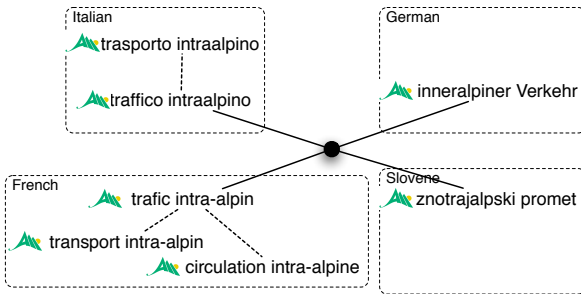 Italian
trasporto intraalpino
traffico intraalpino
German
inneralpiner Verkehr
French
trafic intra-alpin
transport intra-alpin
circulation intra-alpine
Slovene
znotrajalpski promet